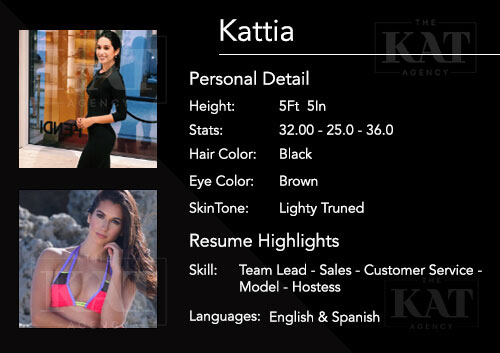 Kattia
THE
KAT
AGENCY
Personal Detail
Height: 5Ft 5In
Stats: 32.00 - 25.0 - 36.0
Hair Color: Black
Eye Color: Brown
SkinTone: Lighty Truned
Resume Highlights
Skill: Team Lead - Sales - Customer Service -
Model - Hostess
Languages: English & Spanish
THE
KAT
AGENCY